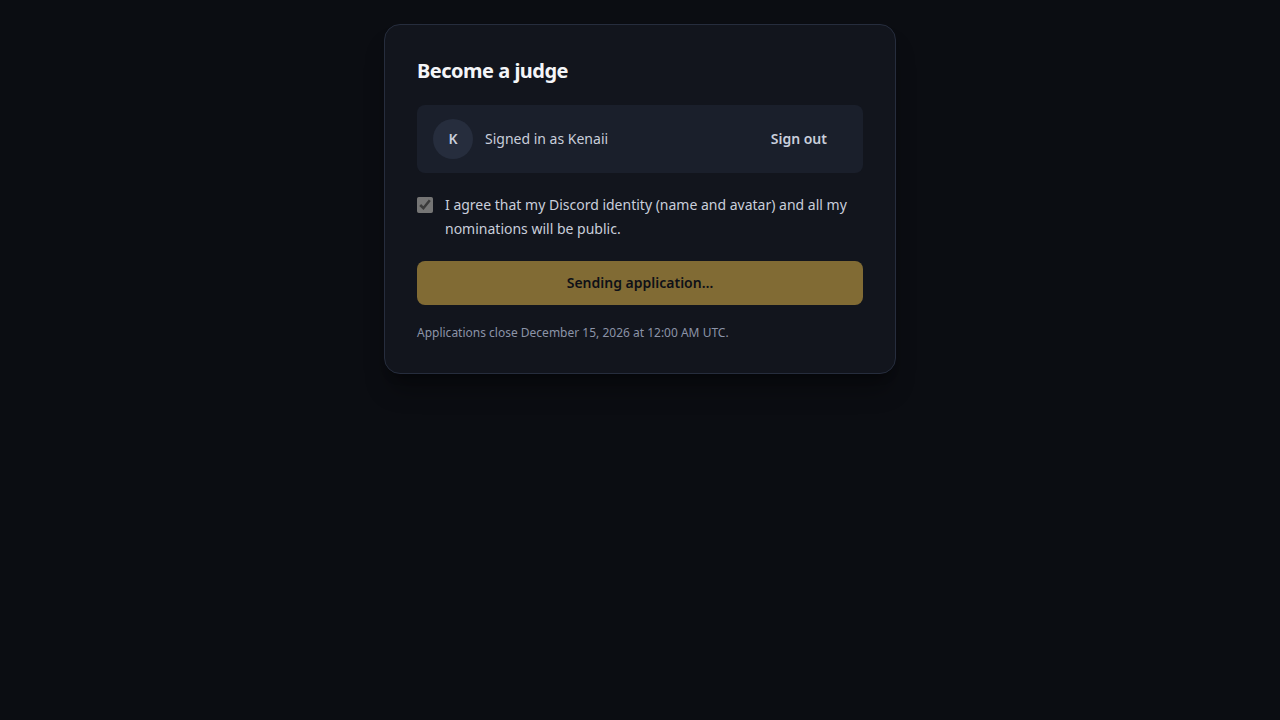 Become a judge
K
Signed in as Kenaii
Sign out
I agree that my Discord identity (name and avatar) and all my
nominations will be public.
Sending application...
Applications close December 15, 2026 at 12:00 AM UTC.